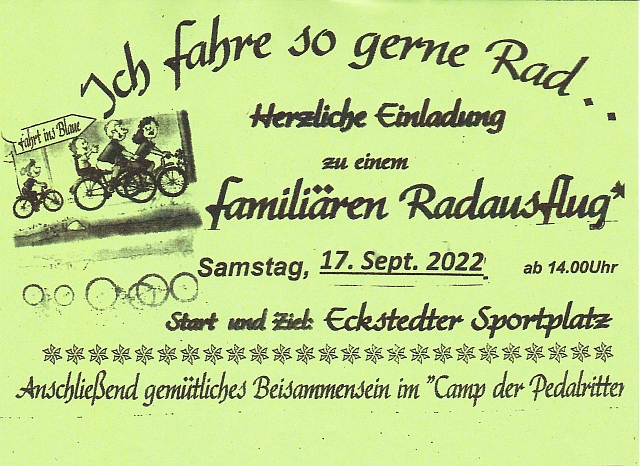 Ich fahre so gerne Rad...
Fahrt ins Blaue
Herzliche Einladung
zu einem
familiären Radausflug*
Samstag, 17. Sept. 2022 ab 14.00Uhr
Start und Ziel: Eckstedter Sportplatz
Anschließend gemütliches Beisammensein im "Camp der Pedalritter